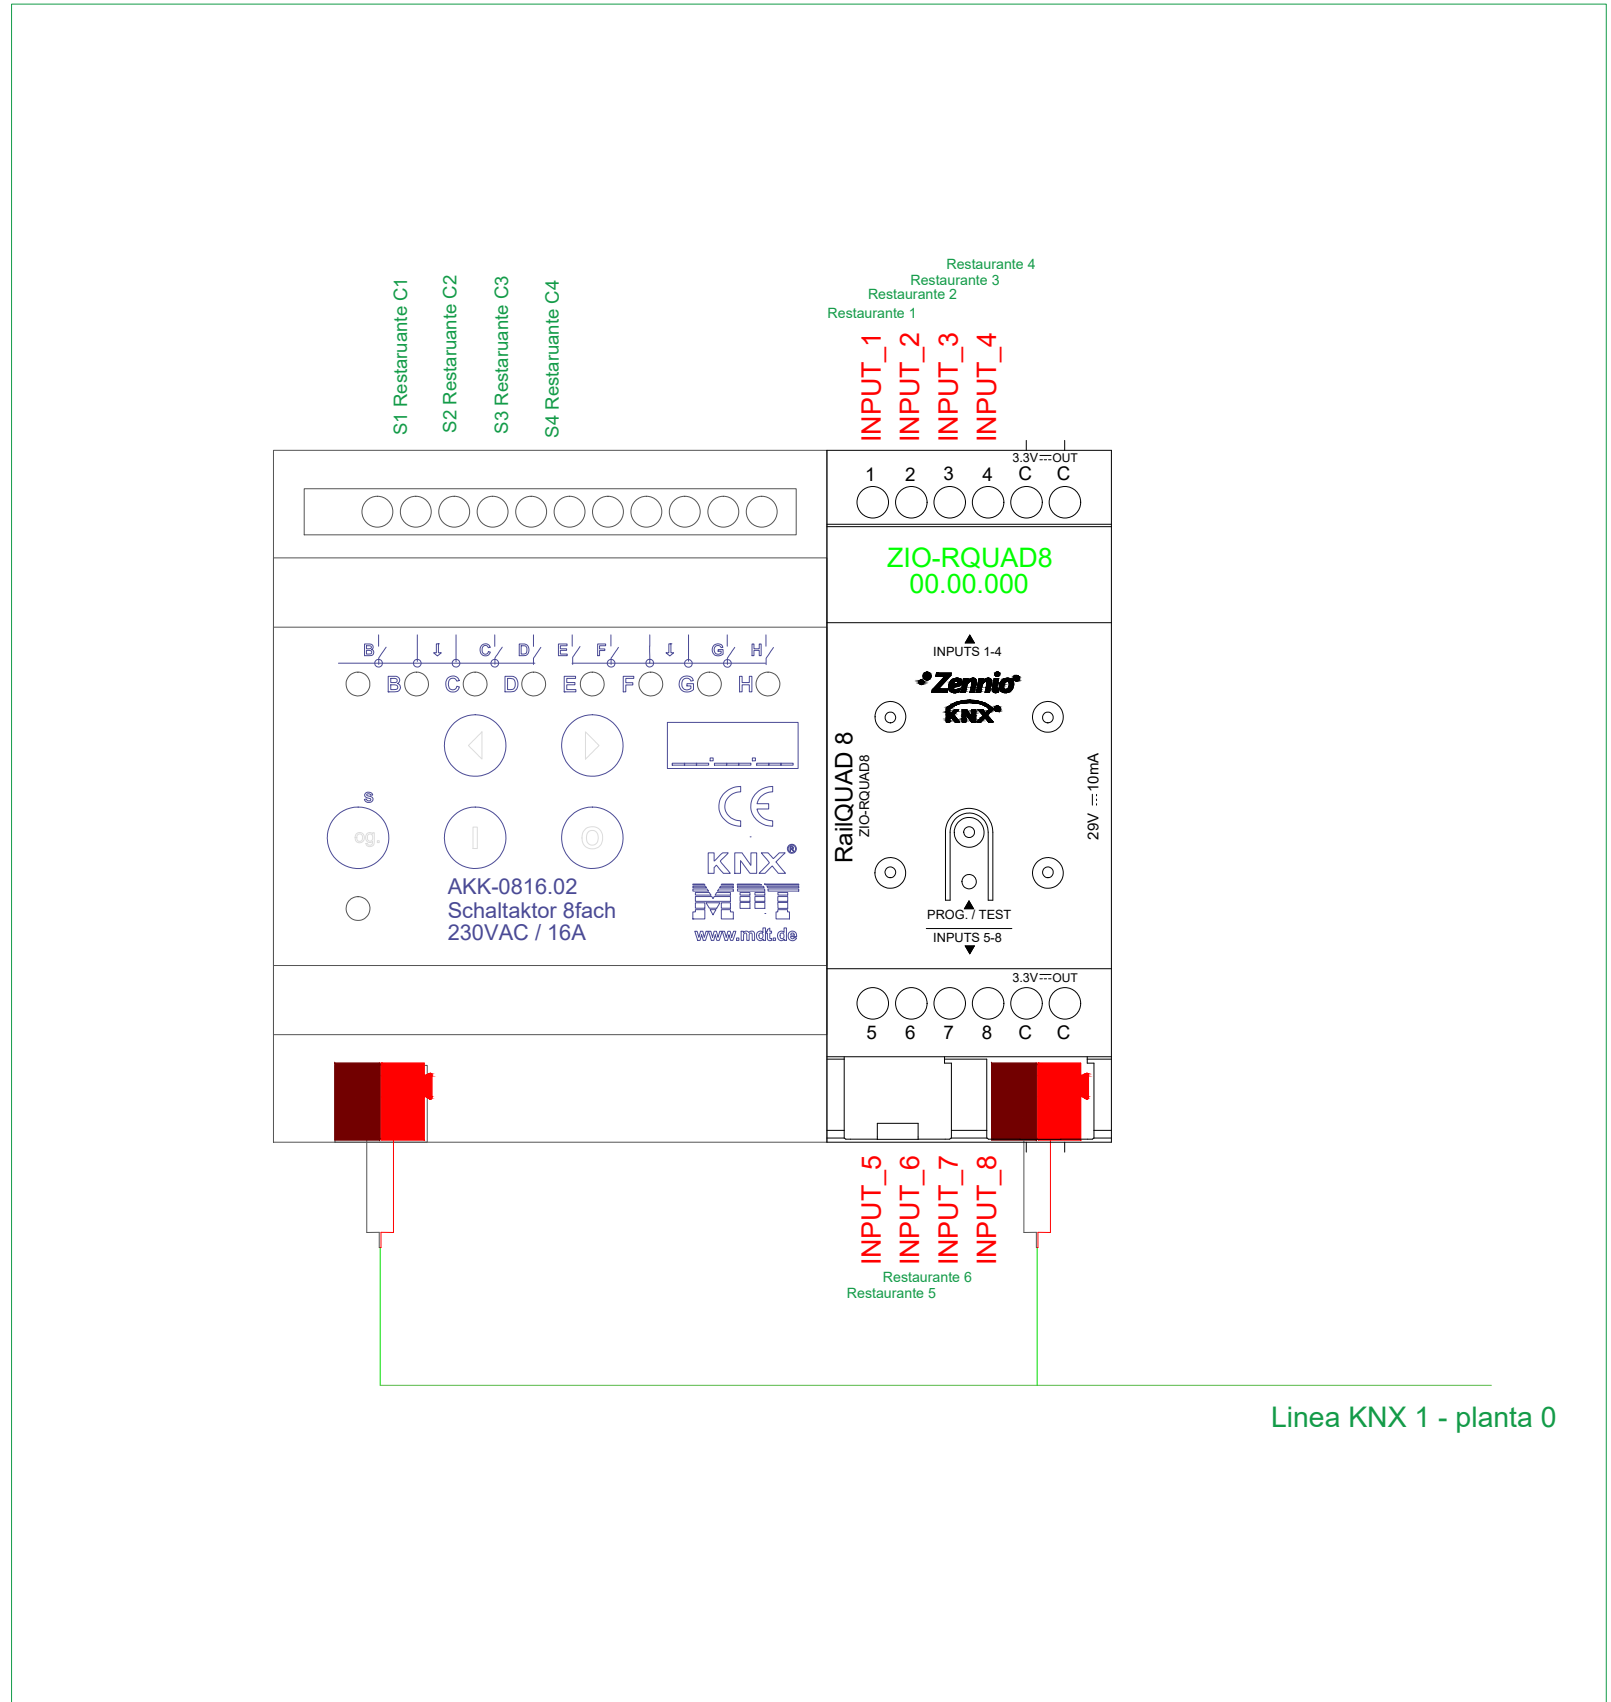 Restaurante 4
Restaurante 3
Restaurante 2
Restaurante 1
S1 Restaruante C1
S2 Restaruante C2
S3 Restaruante C3
S4 Restaruante C4
INPUT_1
INPUT_2
INPUT_3
INPUT_4
3.3V OUT
1 2 3 4 C C
ZIO-RQUAD8
00.00.000
B C D E F G H
INPUTS 1-4
B C D E F G H
Zennio
KNX
RailQUAD 8
ZIO-RQUAD8
29V 10mA
S
og.
I
O
CE
KNX®
MDT
www.mdt.de
AKK-0816.02
Schaltaktor 8fach
230VAC / 16A
PROG. / TEST
INPUTS 5-8
3.3V OUT
5 6 7 8 C C
INPUT_5
INPUT_6
INPUT_7
INPUT_8
Restaurante 6
Restaurante 5
Linea KNX 1 - planta 0